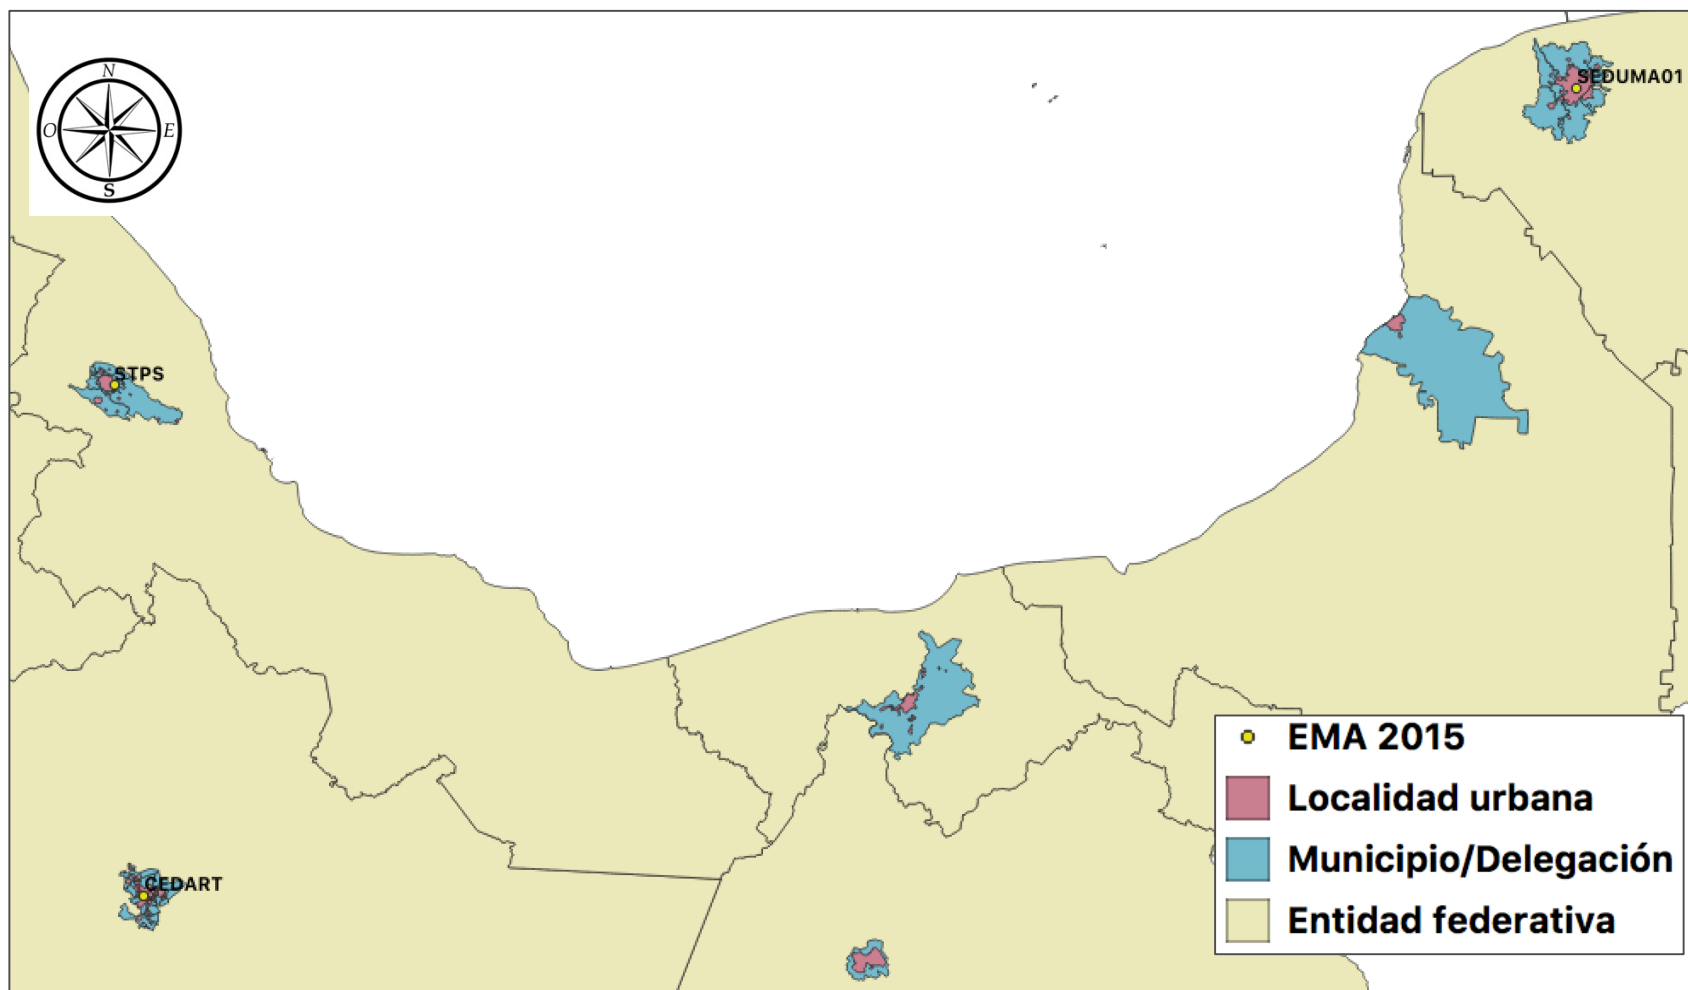 N
O
E
S
SEDUMA01
STPS
CEDART
EMA 2015
Localidad urbana
Municipio/Delegación
Entidad federativa